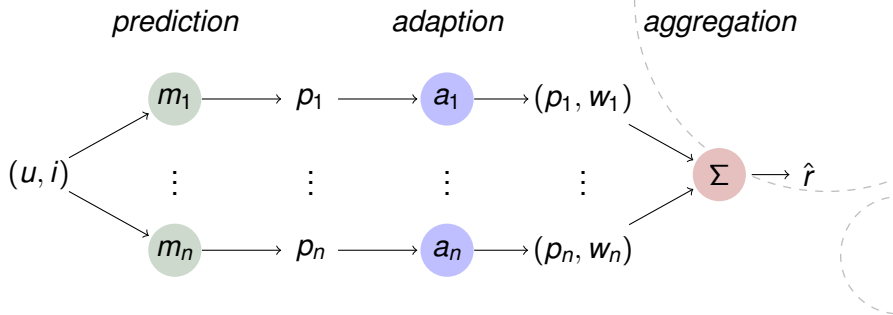 prediction adaption aggregation
m₁ p₁ a₁ (p₁, w₁)
(u, i) ⋮ ⋮ ⋮ ⋮ Σ r̂
mₙ pₙ aₙ (pₙ, wₙ)